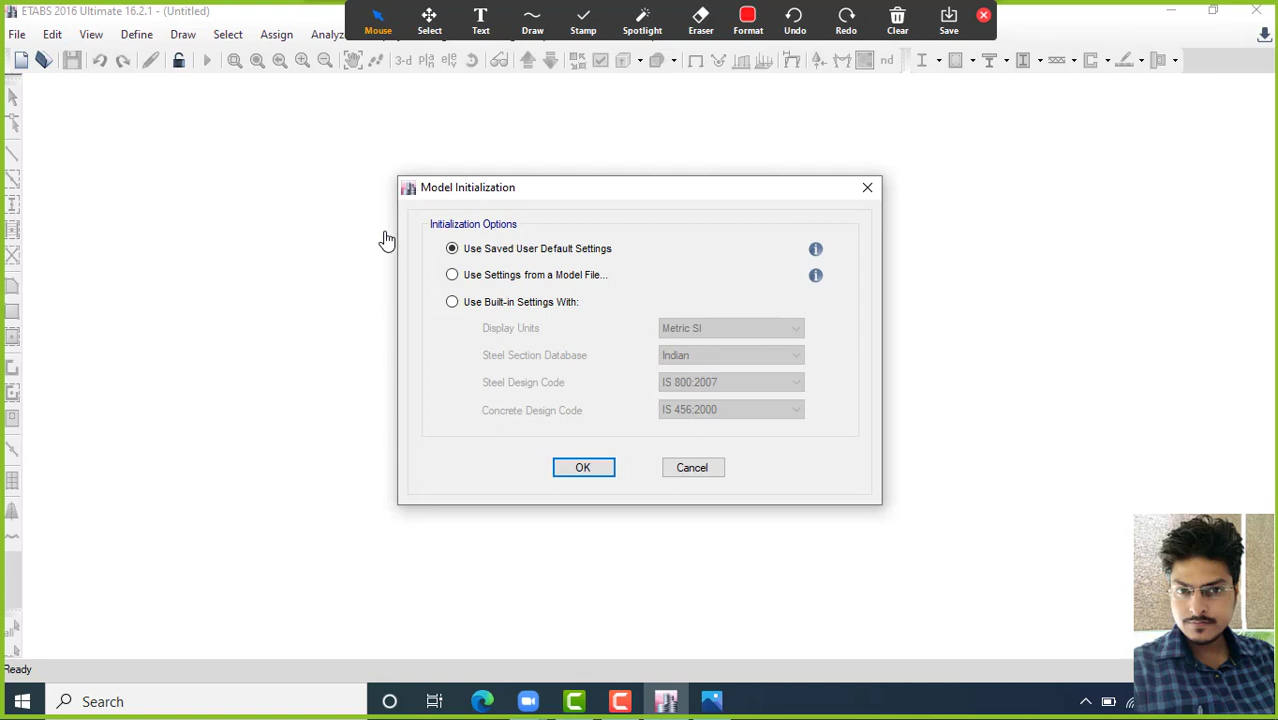 ETABS 2016 Ultimate 16.2.1 - (Untitled)
Mouse Select Text Draw Stamp Spotlight Eraser Format Undo Redo Clear Save
File Edit View Define Draw Select Assign Analyz
3-d nd
Model Initialization
Initialization Options
Use Saved User Default Settings
Use Settings from a Model File...
Use Built-in Settings With:
Display Units Metric SI
Steel Section Database Indian
Steel Design Code IS 800:2007
Concrete Design Code IS 456:2000
OK Cancel
all
Ready
Search